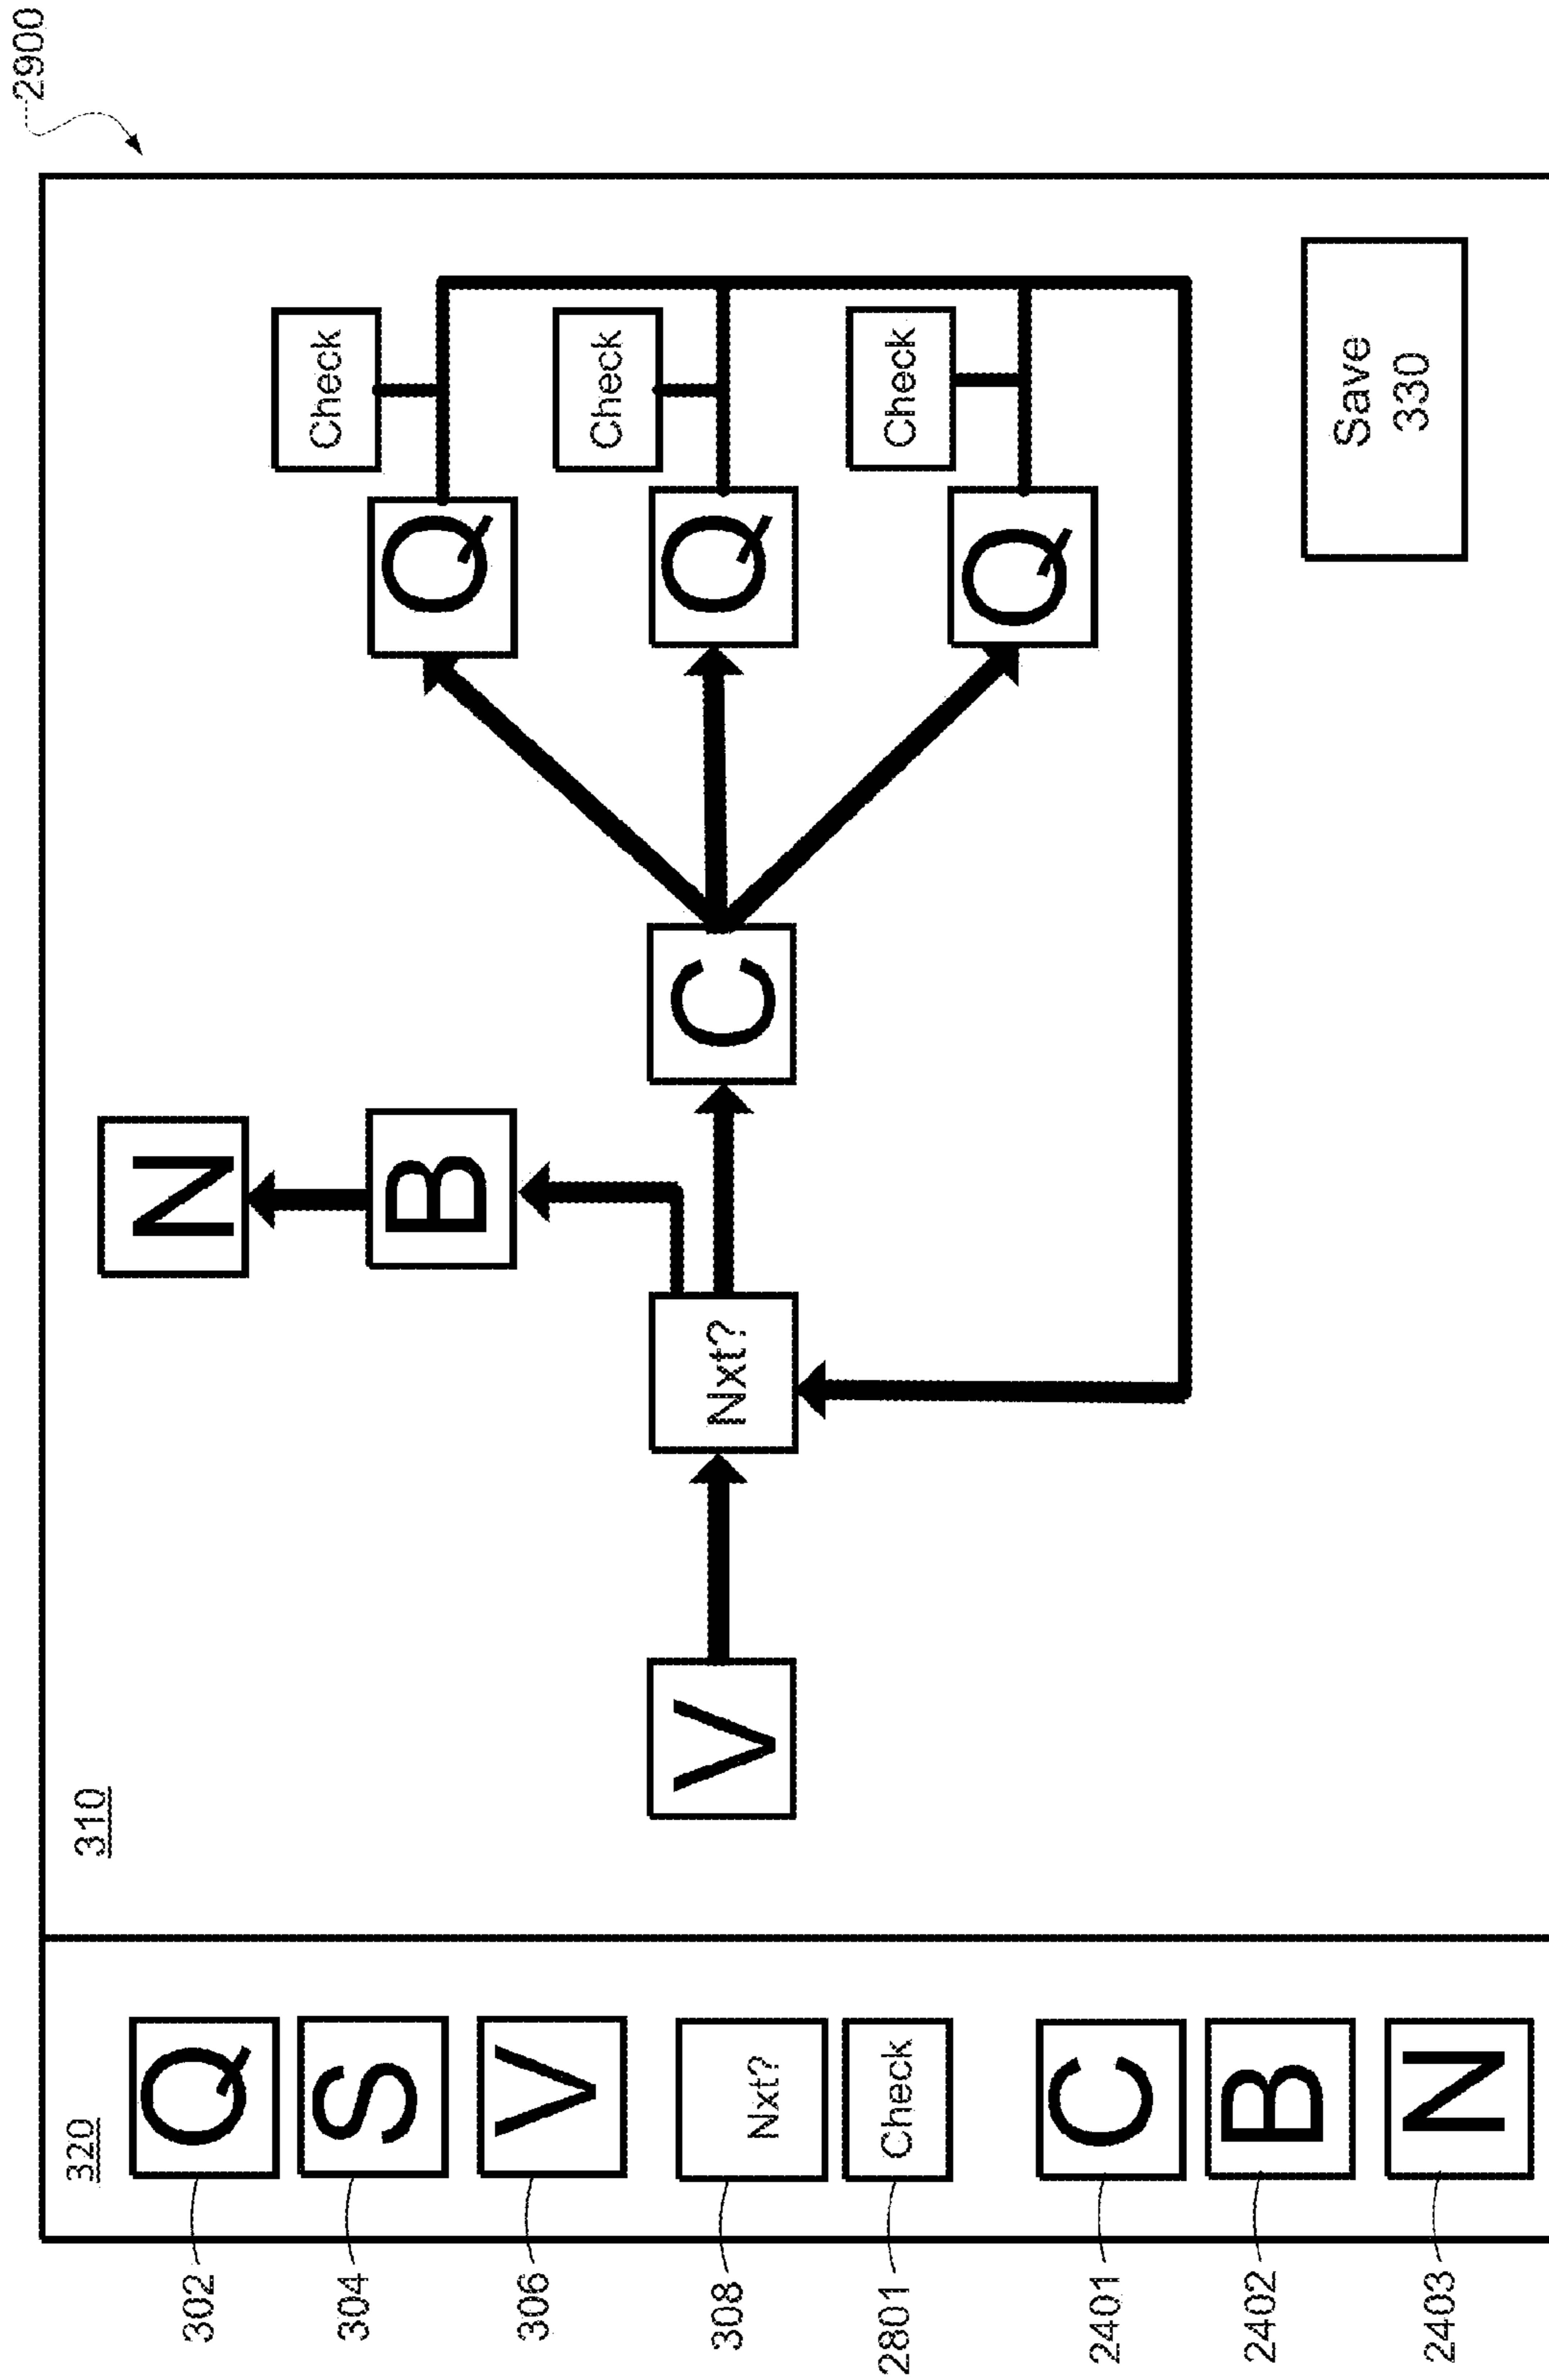 2900
310
320
302
Q
304
S
306
V
308
Nxt?
2801
Check
2401
C
2402
B
2403
N
N
B
V
Nxt?
C
Q
Check
Q
Check
Q
Check
Save
330